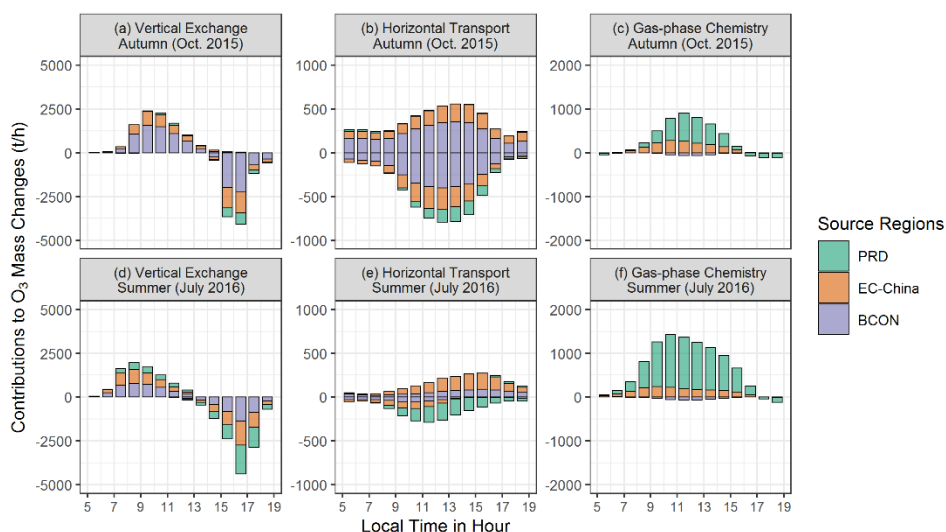 (a) Vertical Exchange
Autumn (Oct. 2015)
(b) Horizontal Transport
Autumn (Oct. 2015)
(c) Gas-phase Chemistry
Autumn (Oct. 2015)
5000
2500
0
-2500
-5000
1000
500
0
-500
-1000
2000
1000
0
-1000
-2000
(d) Vertical Exchange
Summer (July 2016)
(e) Horizontal Transport
Summer (July 2016)
(f) Gas-phase Chemistry
Summer (July 2016)
5000
2500
0
-2500
-5000
1000
500
0
-500
-1000
2000
1000
0
-1000
-2000
5 7 9 11 13 15 17 19
5 7 9 11 13 15 17 19
5 7 9 11 13 15 17 19
Contributions to O₃ Mass Changes (t/h)
Local Time in Hour
Source Regions
PRD
EC-China
BCON